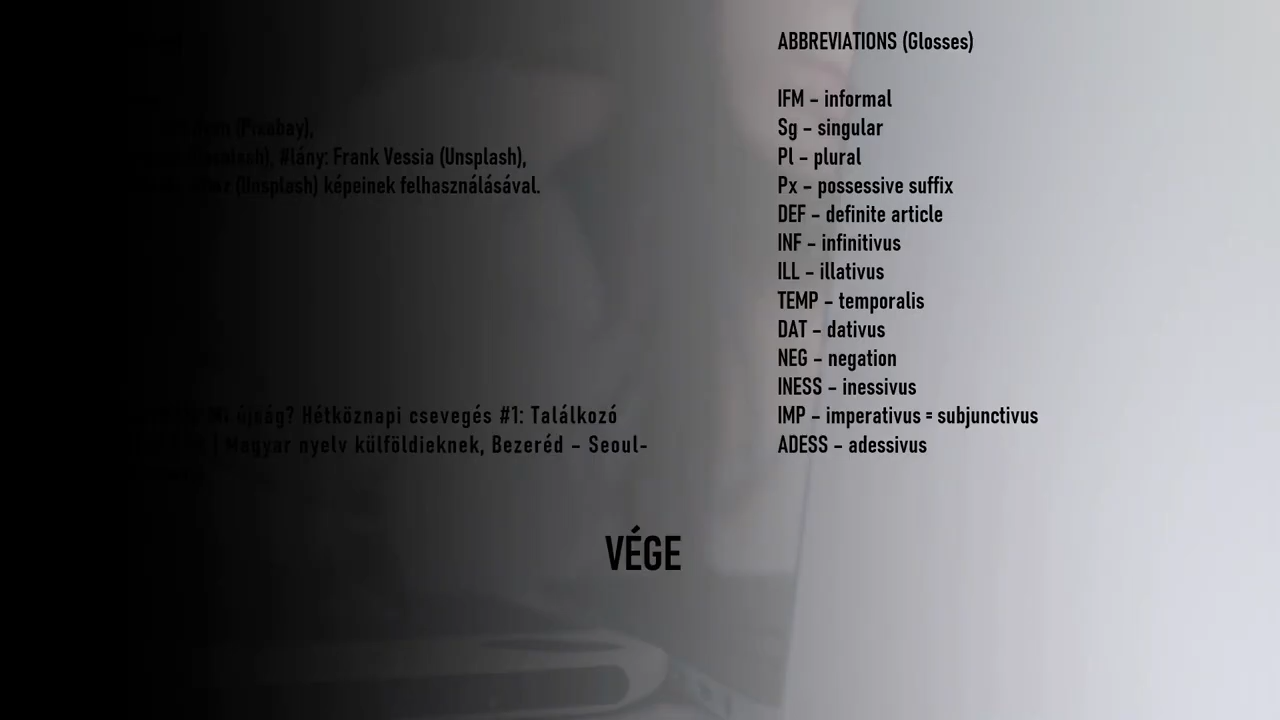 (Pixabay),
#lány: Frank Vessia (Unsplash),
(Unsplash) képeinek felhasználásával.
Mi újság? Hétköznapi csevegés #1: Találkozó
| Magyar nyelv külföldieknek, Bezeréd – Seoul-
ABBREVIATIONS (Glosses)
IFM – informal
Sg – singular
Pl – plural
Px – possessive suffix
DEF – definite article
INF – infinitivus
ILL – illativus
TEMP – temporalis
DAT – dativus
NEG – negation
INESS – inessivus
IMP – imperativus = subjunctivus
ADESS – adessivus
VÉGE